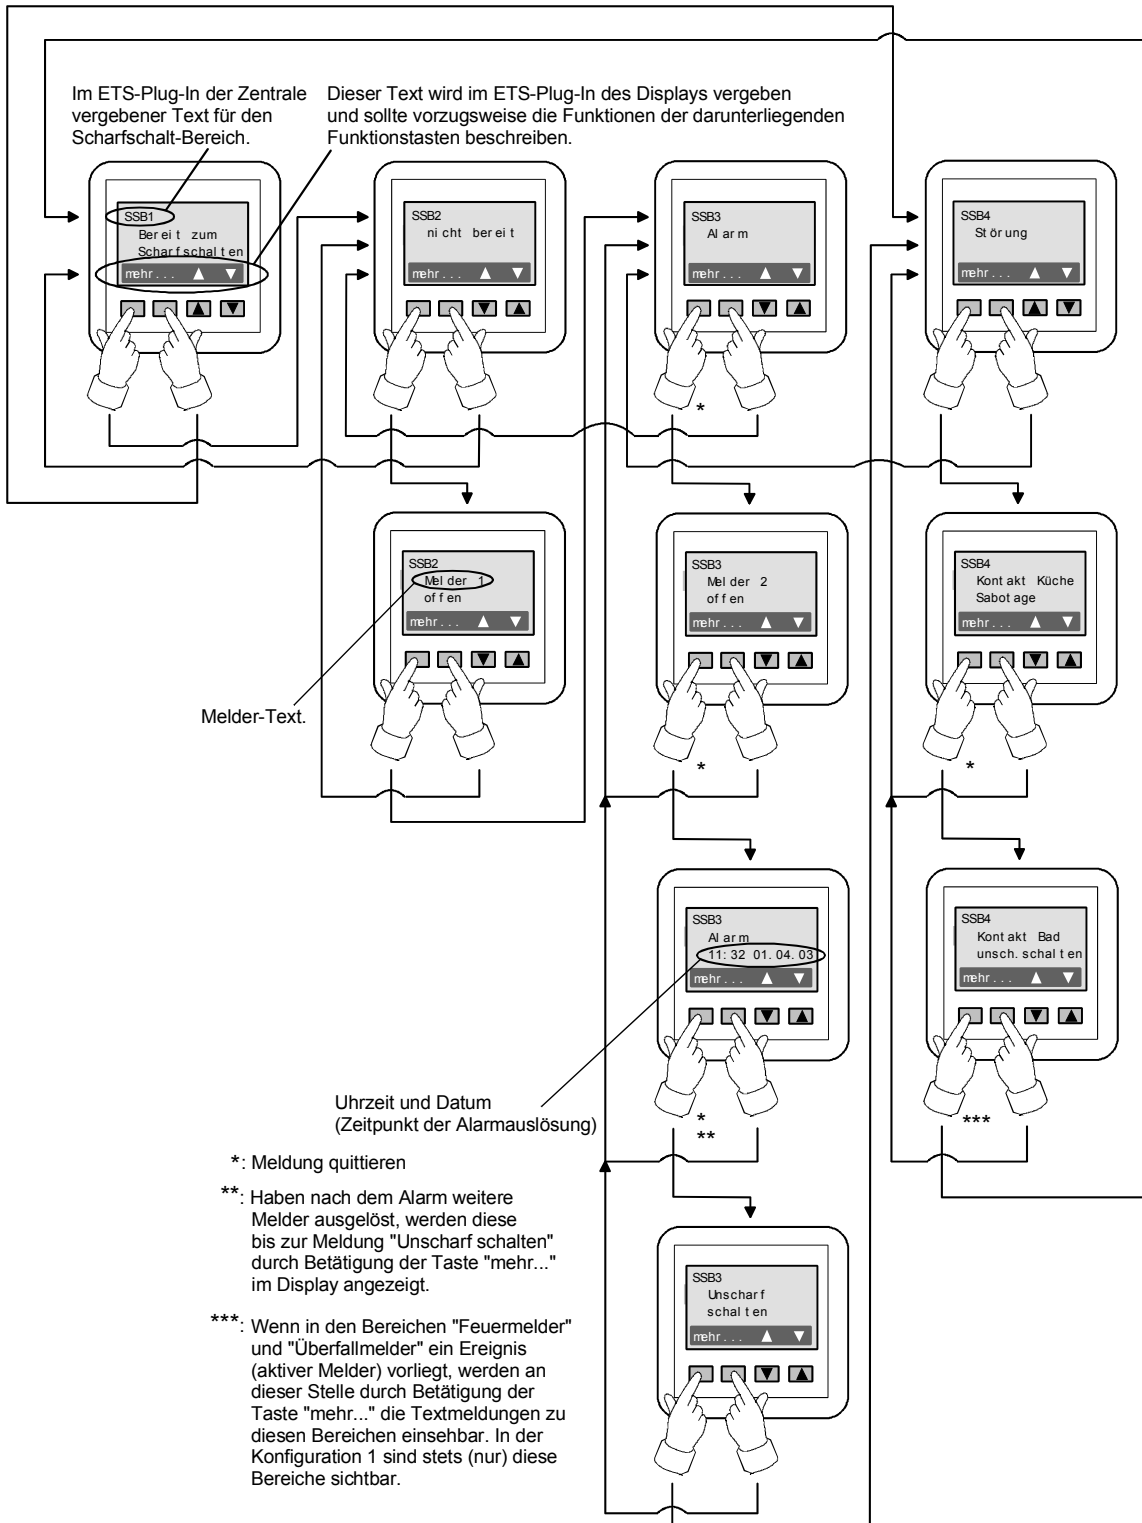 Im ETS-Plug-In der Zentrale
vergebener Text für den
Scharfschalt-Bereich.
Dieser Text wird im ETS-Plug-In des Displays vergeben
und sollte vorzugsweise die Funktionen der darunterliegenden
Funktionstasten beschreiben.
SSB1
Bereit zum
Scharfschalten
mehr... ▲ ▼
▲ ▼
SSB2
nicht bereit
mehr... ▲ ▼
▼ ▲
SSB3
Alarm
mehr... ▲ ▼
▼ ▲
*
SSB4
Störung
mehr... ▲ ▼
▲ ▼
SSB2
Melder 1
offen
mehr... ▲ ▼
▼ ▲
Melder-Text.
SSB3
Melder 2
offen
mehr... ▲ ▼
▼ ▲
*
SSB4
Kontakt Küche
Sabotage
mehr... ▲ ▼
▼ ▲
*
SSB3
Alarm
11:32 01.04.03
mehr... ▲ ▼
▼ ▲
*
**
SSB4
Kontakt Bad
unsch.schalten
mehr... ▲ ▼
▼ ▲
***
Uhrzeit und Datum
(Zeitpunkt der Alarmauslösung)
*: Meldung quittieren
**: Haben nach dem Alarm weitere
Melder ausgelöst, werden diese
bis zur Meldung "Unscharf schalten"
durch Betätigung der Taste "mehr..."
im Display angezeigt.
***: Wenn in den Bereichen "Feuermelder"
und "Überfallmelder" ein Ereignis
(aktiver Melder) vorliegt, werden an
dieser Stelle durch Betätigung der
Taste "mehr..." die Textmeldungen zu
diesen Bereichen einsehbar. In der
Konfiguration 1 sind stets (nur) diese
Bereiche sichtbar.
SSB3
Unscharf
schalten
mehr... ▲ ▼
▼ ▲